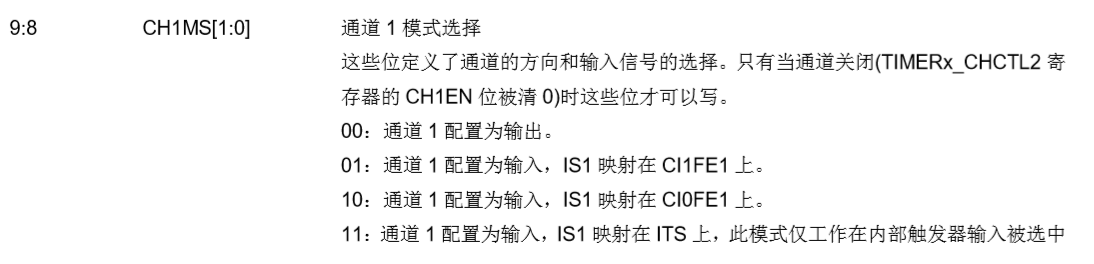 9:8 CH1MS[1:0] 通道 1 模式选择
这些位定义了通道的方向和输入信号的选择。只有当通道关闭(TIMERx_CHCTL2 寄
存器的 CH1EN 位被清 0)时这些位才可以写。
00：通道 1 配置为输出。
01：通道 1 配置为输入，IS1 映射在 CI1FE1 上。
10：通道 1 配置为输入，IS1 映射在 CI0FE1 上。
11：通道 1 配置为输入，IS1 映射在 ITS 上，此模式仅工作在内部触发器输入被选中